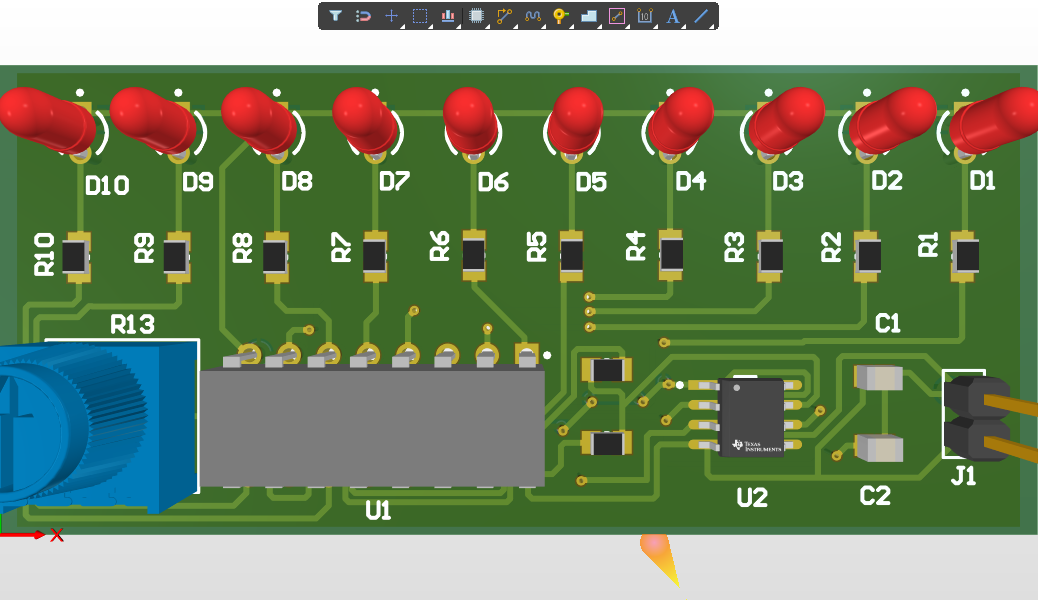 10
A
D10 D9 D8 D7 D6 D5 D4 D3 D2 D1
R10 R9 R8 R7 R6 R5 R4 R3 R2 R1
R13
C1
TEXAS
INSTRUMENTS
U1
U2
C2
J1
X